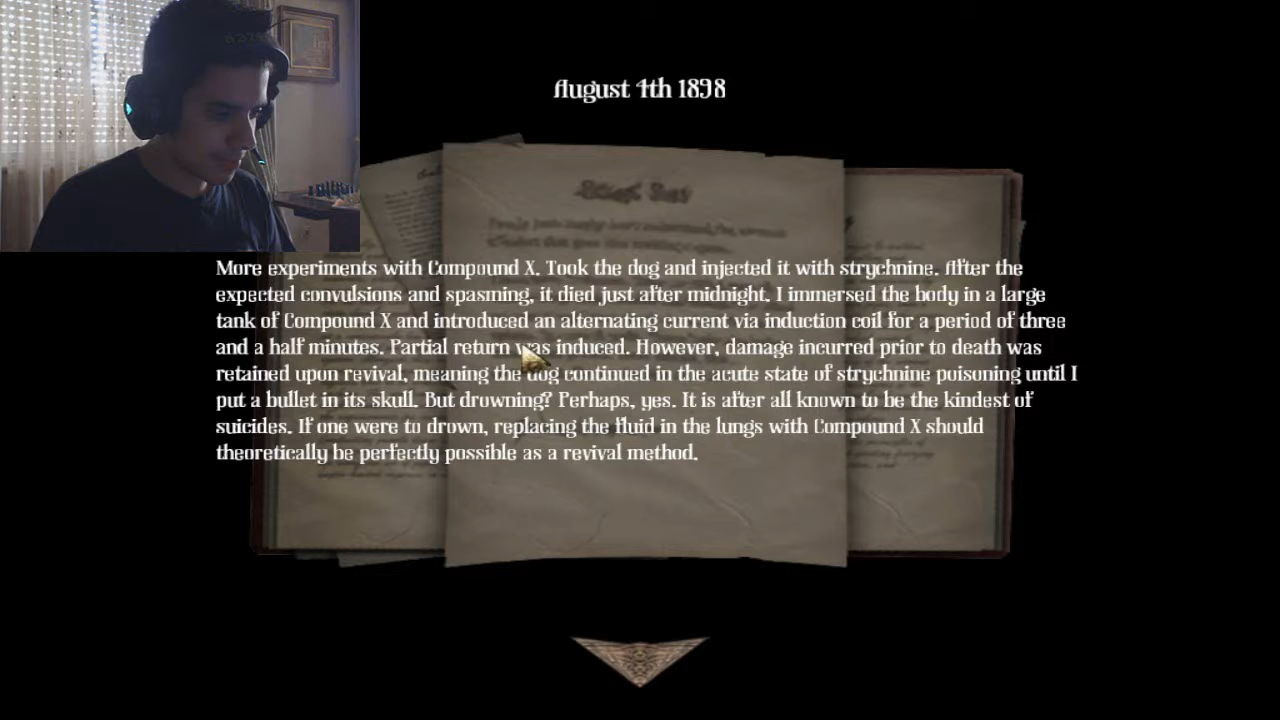 August 4th 1898
More experiments with Compound X. Took the dog and injected it with strychnine. After the
expected convulsions and spasming, it died just after midnight. I immersed the body in a large
tank of Compound X and introduced an alternating current via induction coil for a period of three
and a half minutes. Partial return was induced. However, damage incurred prior to death was
retained upon revival, meaning the dog continued in the acute state of strychnine poisoning until I
put a bullet in its skull. But drowning? Perhaps, yes. It is after all known to be the kindest of
suicides. If one were to drown, replacing the fluid in the lungs with Compound X should
theoretically be perfectly possible as a revival method.